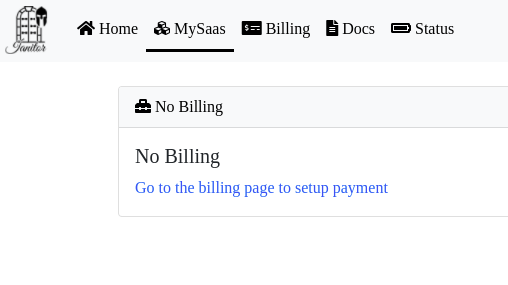 Janitor
Home MySaas Billing Docs Status
No Billing
No Billing
Go to the billing page to setup payment